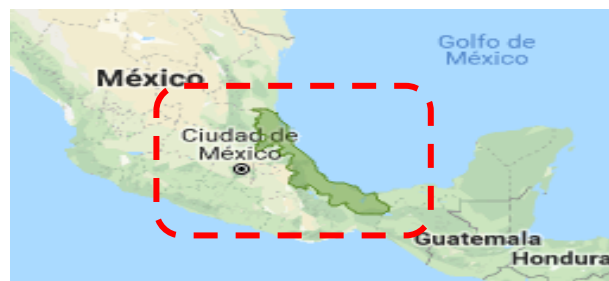 Golfo de
México
México
Ciudad de
México
Guatemala
Hondura